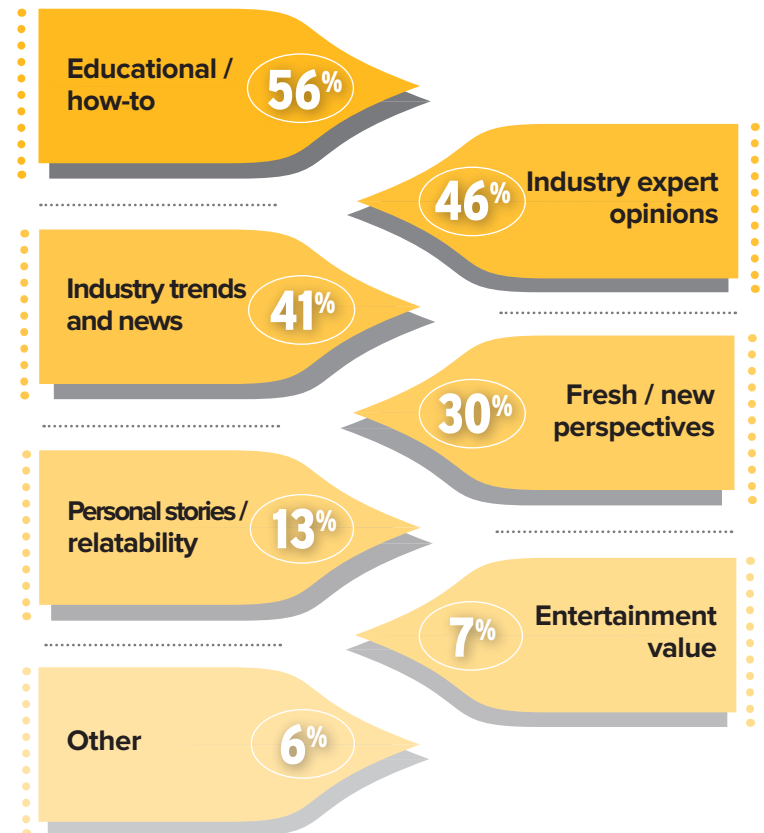 Educational /
how-to
56%
46%
Industry expert
opinions
Industry trends
and news
41%
30%
Fresh / new
perspectives
Personal stories /
relatability
13%
7%
Entertainment
value
Other
6%